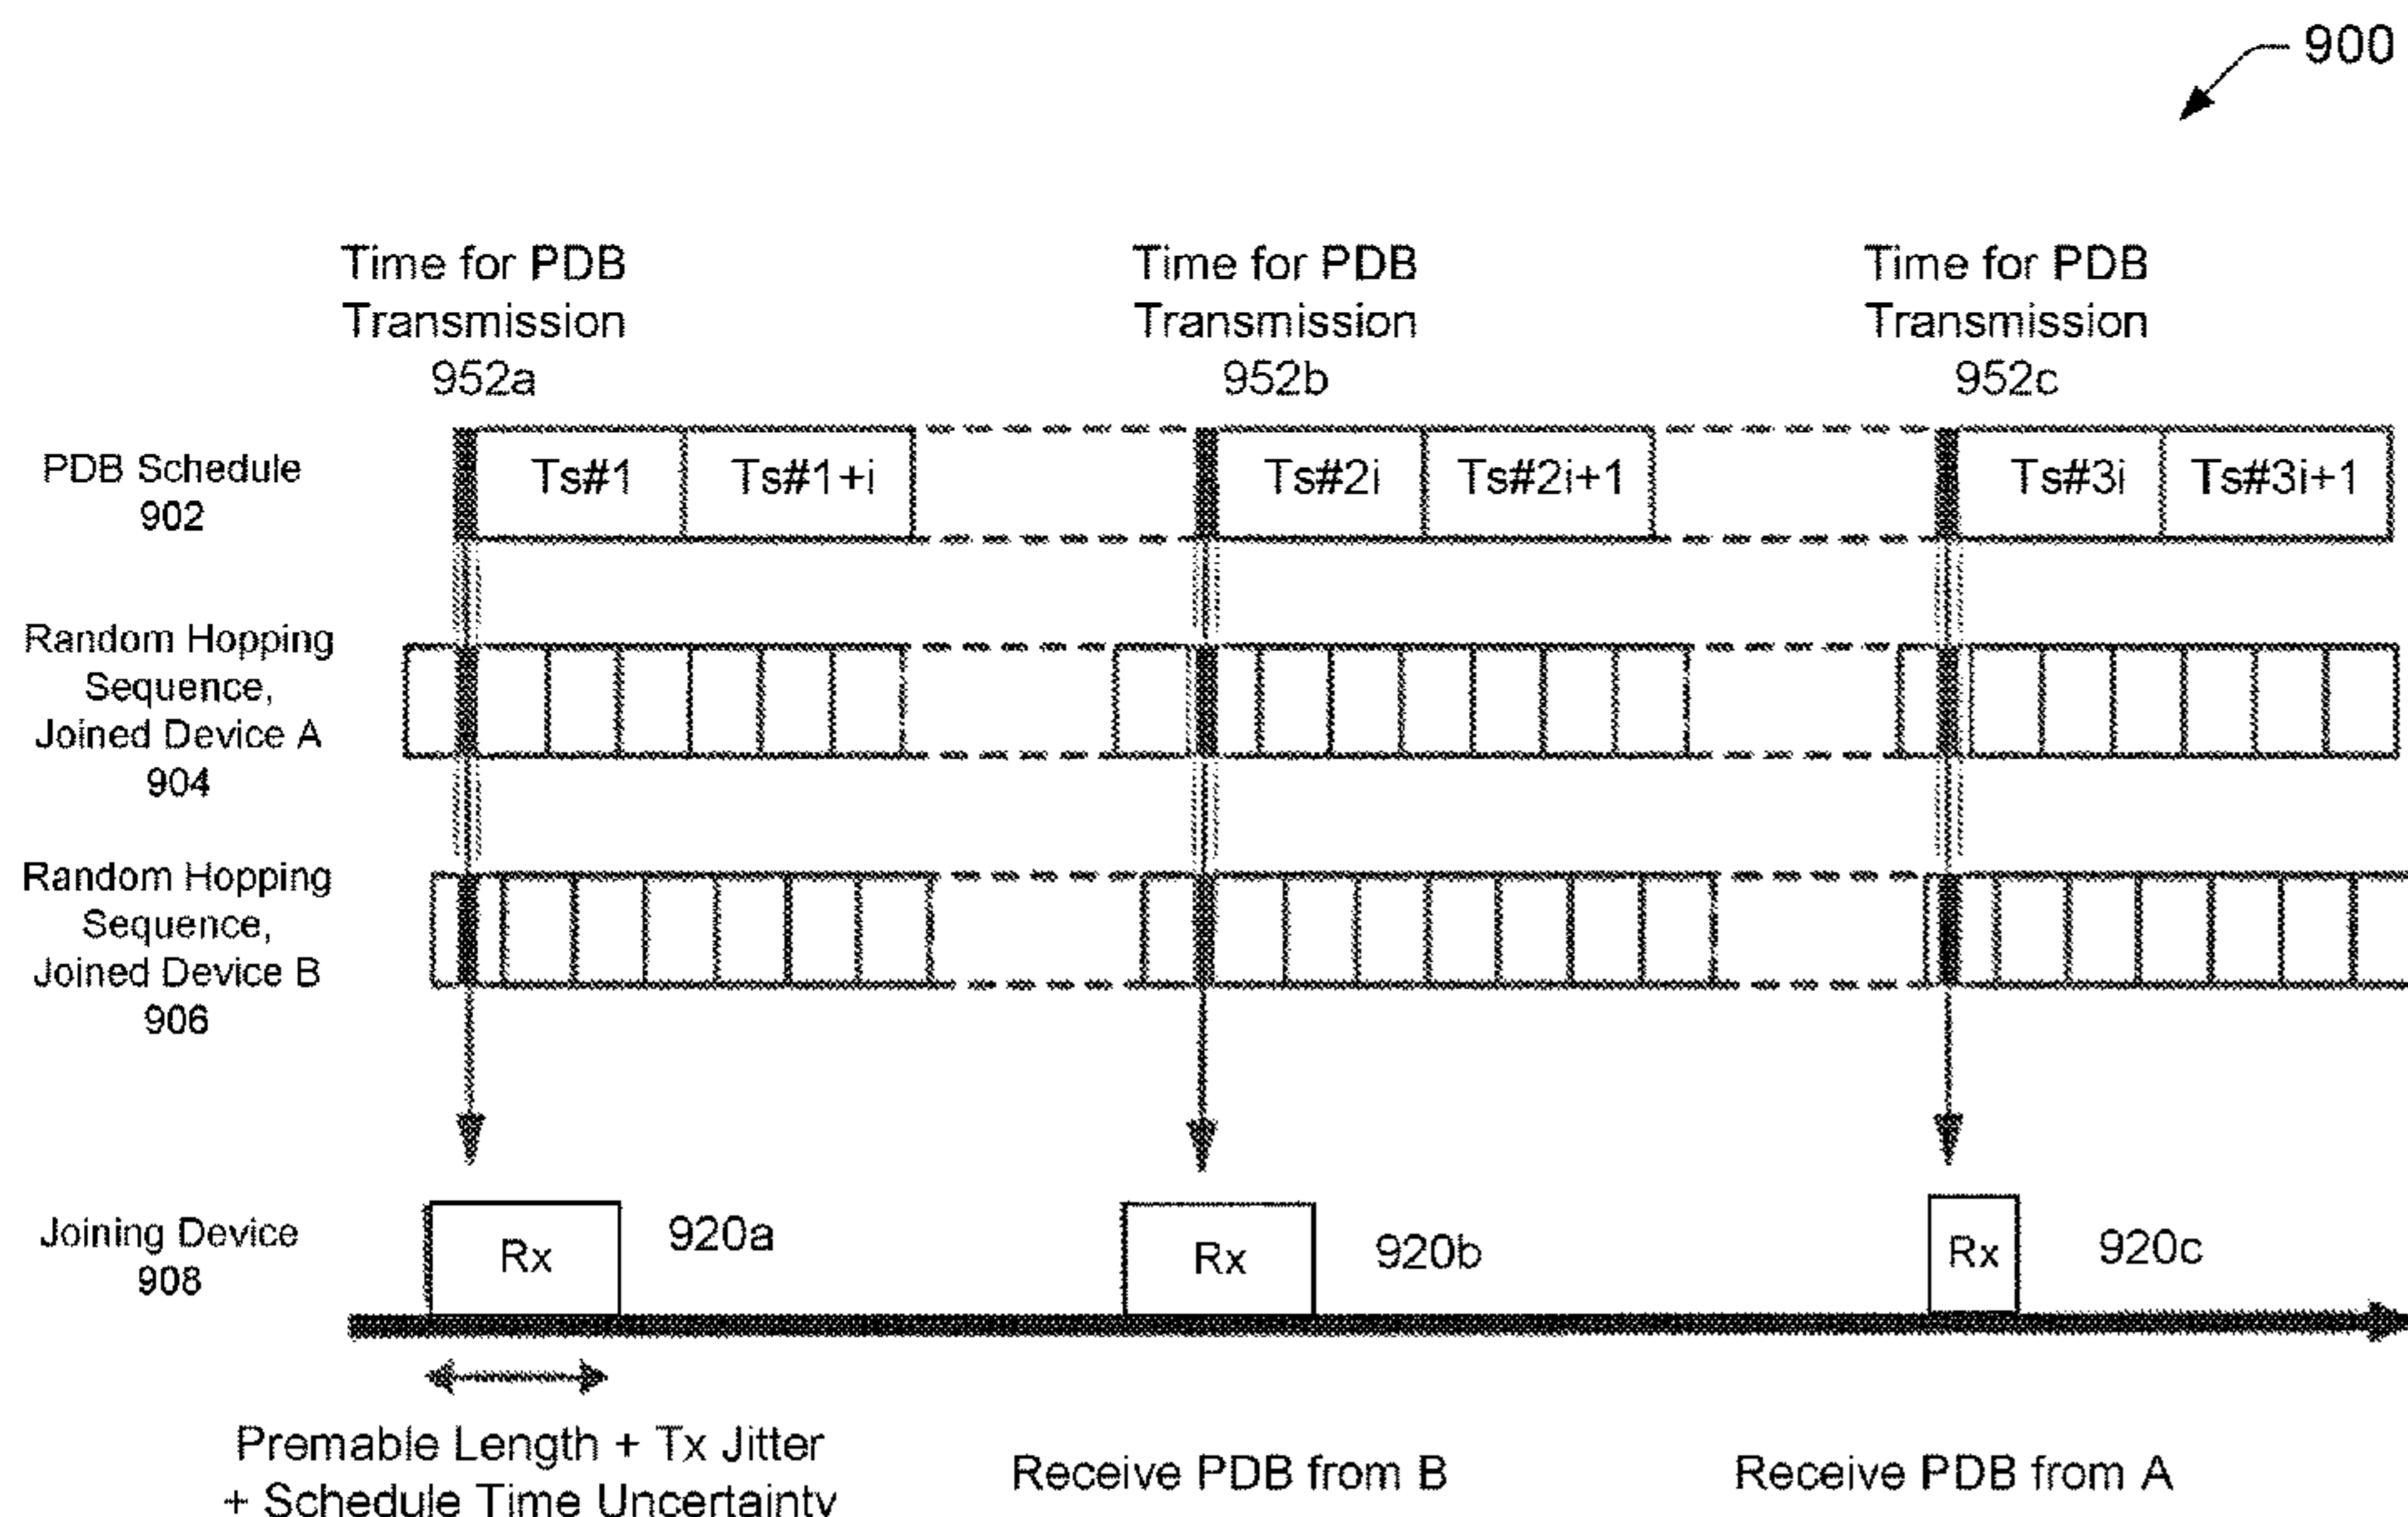 900
Time for PDB
Transmission
952a
Time for PDB
Transmission
952b
Time for PDB
Transmission
952c
PDB Schedule
902
Ts#1
Ts#1+i
Ts#2i
Ts#2i+1
Ts#3i
Ts#3i+1
Random Hopping
Sequence,
Joined Device A
904
Random Hopping
Sequence,
Joined Device B
906
Joining Device
908
Rx
920a
Rx
920b
Rx
920c
Premable Length + Tx Jitter
+ Schedule Time Uncertainty
Receive PDB from B
Receive PDB from A